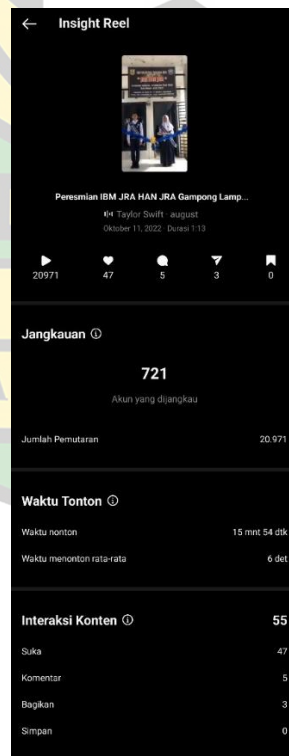 Insight Reel
Peresmian IBM JRA HAN JRA Gampong Lamp...
Taylor Swift · august
Oktober 11, 2022 · Durasi 1:13
20971 47 5 3 0
Jangkauan
721
Akun yang dijangkau
Jumlah Pemutaran 20.971
Waktu Tonton
Waktu nonton 15 mnt 54 dtk
Waktu menonton rata-rata 6 det
Interaksi Konten 55
Suka 47
Komentar 5
Bagikan 3
Simpan 0